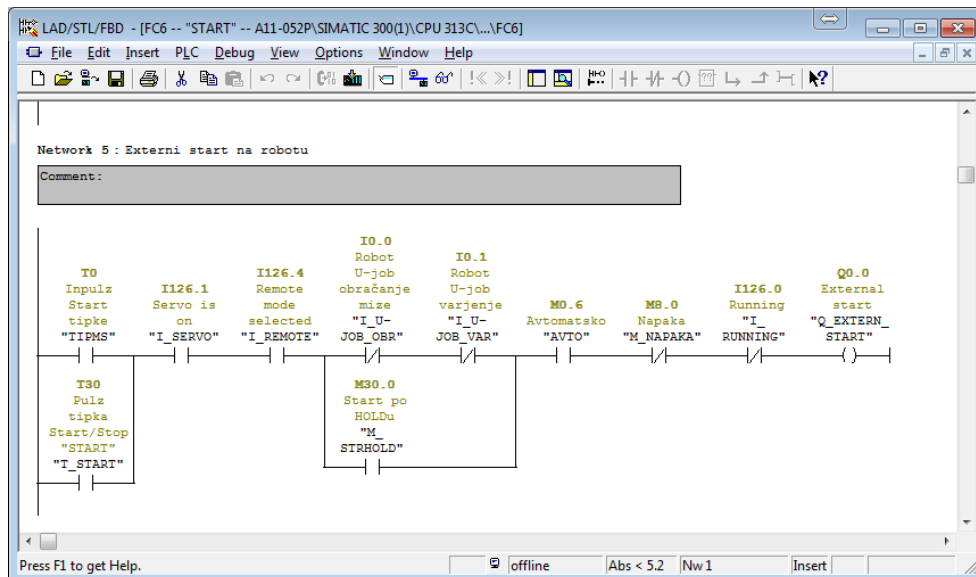 LAD/STL/FBD - [FC6 -- "START" -- A11-052P\SIMATIC 300(1)\CPU 313C\...\FC6]
File Edit Insert PLC Debug View Options Window Help
Network 5 : Externi start na robotu
Comment:
T0
Inpulz
Start
tipke
"TIPMS"
I126.1
Servo is
on
"I_SERVO"
I126.4
Remote
mode
selected
"I_REMOTE"
I0.0
Robot
U-job
obračanje
mize
"I_U-
JOB_OBR"
I0.1
Robot
U-job
varjenje
"I_U-
JOB_VAR"
M0.6
Avtomatsko
"AVTO"
M8.0
Napaka
"M_NAPAKA"
I126.0
Running
"I_
RUNNING"
Q0.0
External
start
"Q_EXTERN_
START"
T30
Pulz
tipka
Start/Stop
"START"
"T_START"
M30.0
Start po
HOLDu
"M_
STRHOLD"
Press F1 to get Help.
offline
Abs < 5.2
Nw 1
Insert